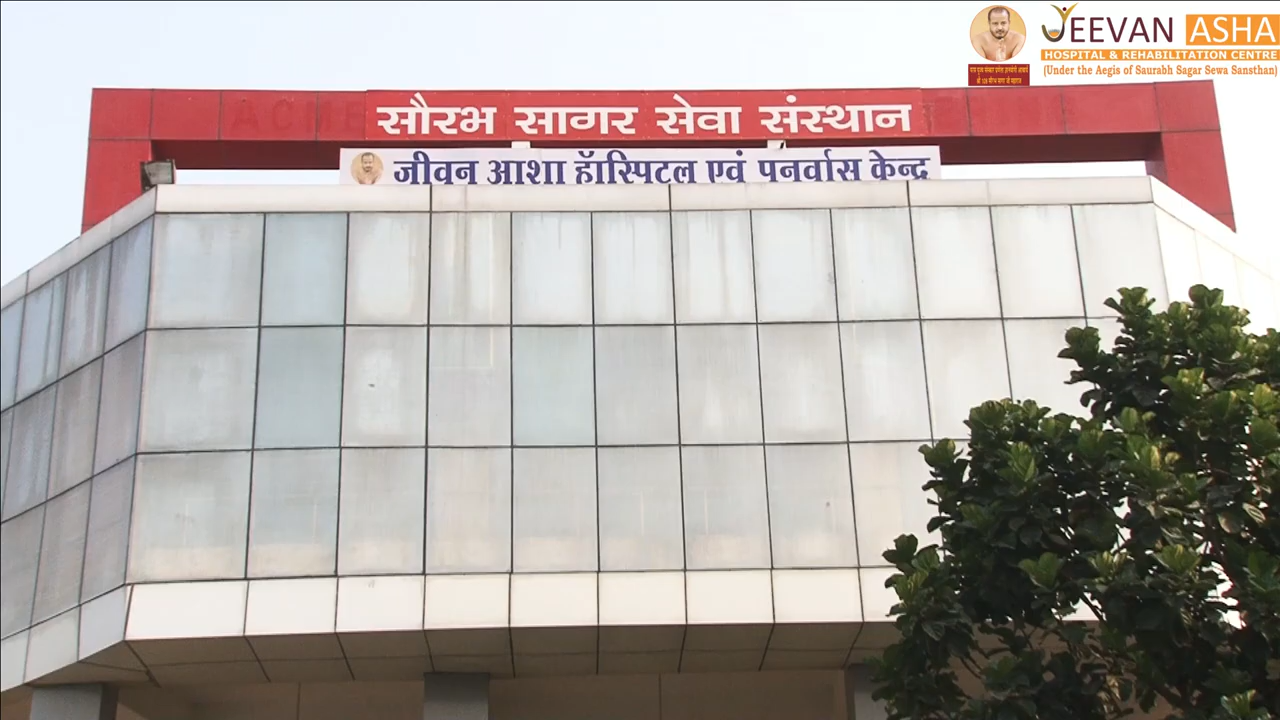 JEEVAN ASHA
HOSPITAL & REHABILITATION CENTRE
(Under the Aegis of Saurabh Sagar Sewa Sansthan)
ACME
सौरभ सागर सेवा संस्थान
जीवन आशा हॉस्पिटल एवं पुनर्वास केन्द्र